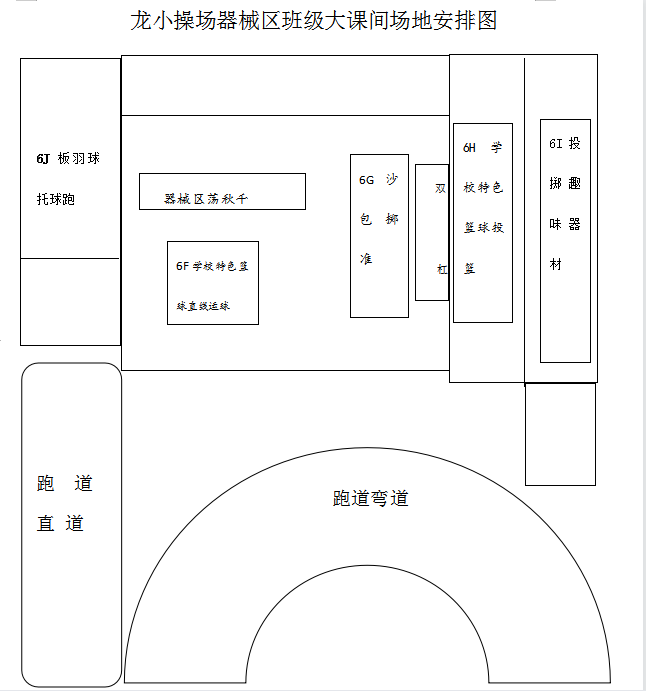 龙小操场器械区班级大课间场地安排图
6J 板羽球
托球跑
器械区荡秋千
6F 学校特色篮
球直线运球
6G 沙
包 掷
准
双
杠
6H 学
校特色
篮球投
篮
6I 投
掷 趣
味 器
材
跑 道
直 道
跑道弯道